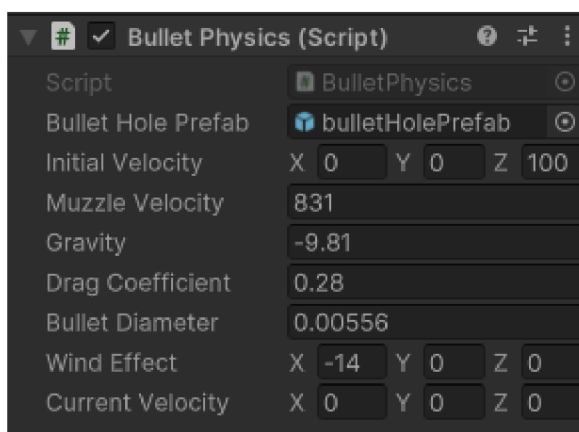 # Bullet Physics (Script)
Script # BulletPhysics
Bullet Hole Prefab bulletHolePrefab
Initial Velocity X 0 Y 0 Z 100
Muzzle Velocity 831
Gravity -9.81
Drag Coefficient 0.28
Bullet Diameter 0.00556
Wind Effect X -14 Y 0 Z 0
Current Velocity X 0 Y 0 Z 0